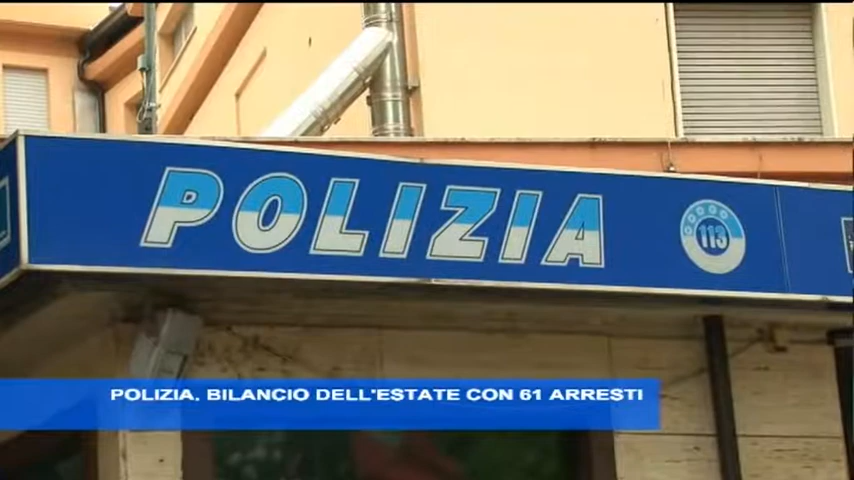 POLIZIA
113
POLIZIA. BILANCIO DELL'ESTATE CON 61 ARRESTI